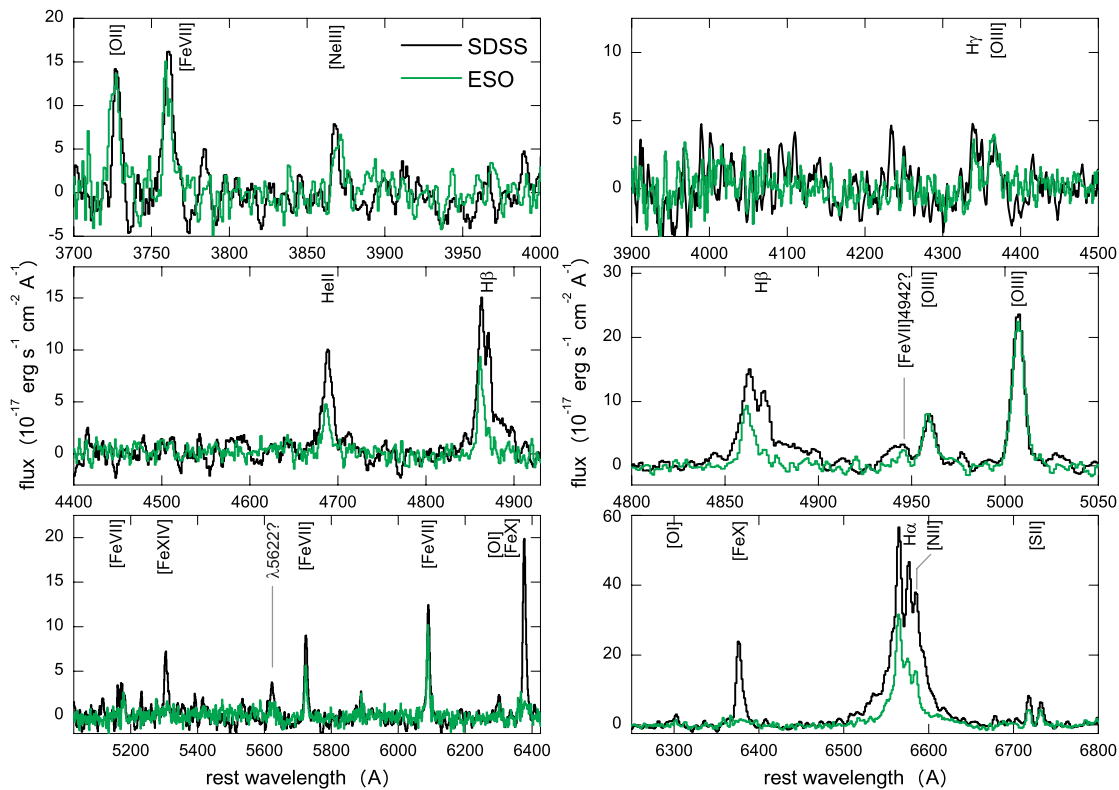 [OII]
[FeVII]
[NeIII]
SDSS
ESO
20
15
10
5
0
-5
3700
3750
3800
3850
3900
3950
4000
Hγ
[OIII]
10
5
0
3900
4000
4100
4200
4300
4400
4500
HeII
Hβ
15
10
5
0
4400
4500
4600
4700
4800
4900
flux (10⁻¹⁷ erg s⁻¹ cm⁻² A⁻¹)
Hβ
[FeVII]4942?
[OIII]
[OIII]
30
20
10
0
4800
4850
4900
4950
5000
5050
flux (10⁻¹⁷ erg s⁻¹ cm⁻² A⁻¹)
[FeVII]
[FeXIV]
λ5622?
[FeVII]
[FeVII]
[OI]
[FeX]
20
15
10
5
0
5200
5400
5600
5800
6000
6200
6400
rest wavelength (A)
[OI]
[FeX]
Hα
[NII]
[SII]
60
40
20
0
6300
6400
6500
6600
6700
6800
rest wavelength (A)